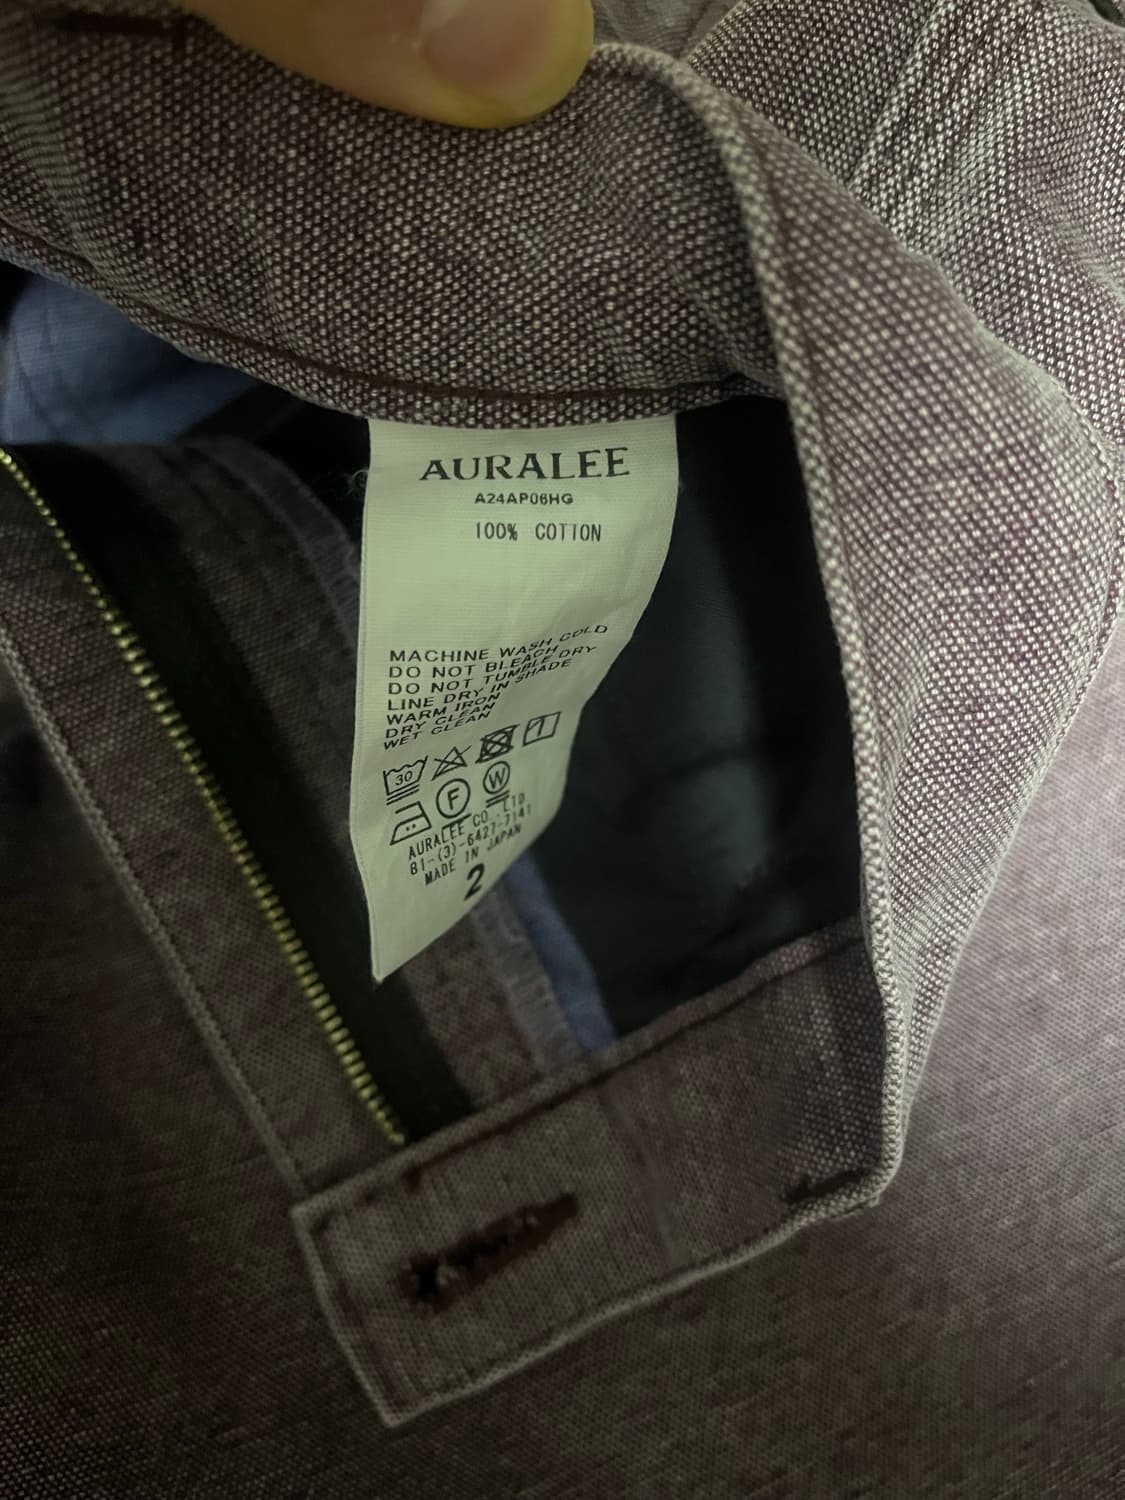 AURALEE
A24AP06HG
100% COTTON
MACHINE WASH COLD
DO NOT BLEACH
DO NOT TUMBLE DRY
LINE DRY IN SHADE
WARM IRON
DRY CLEAN
WET CLEAN
30
F W
AURALEE CO.,LTD
81-(3)-6427-7141
MADE IN JAPAN
2